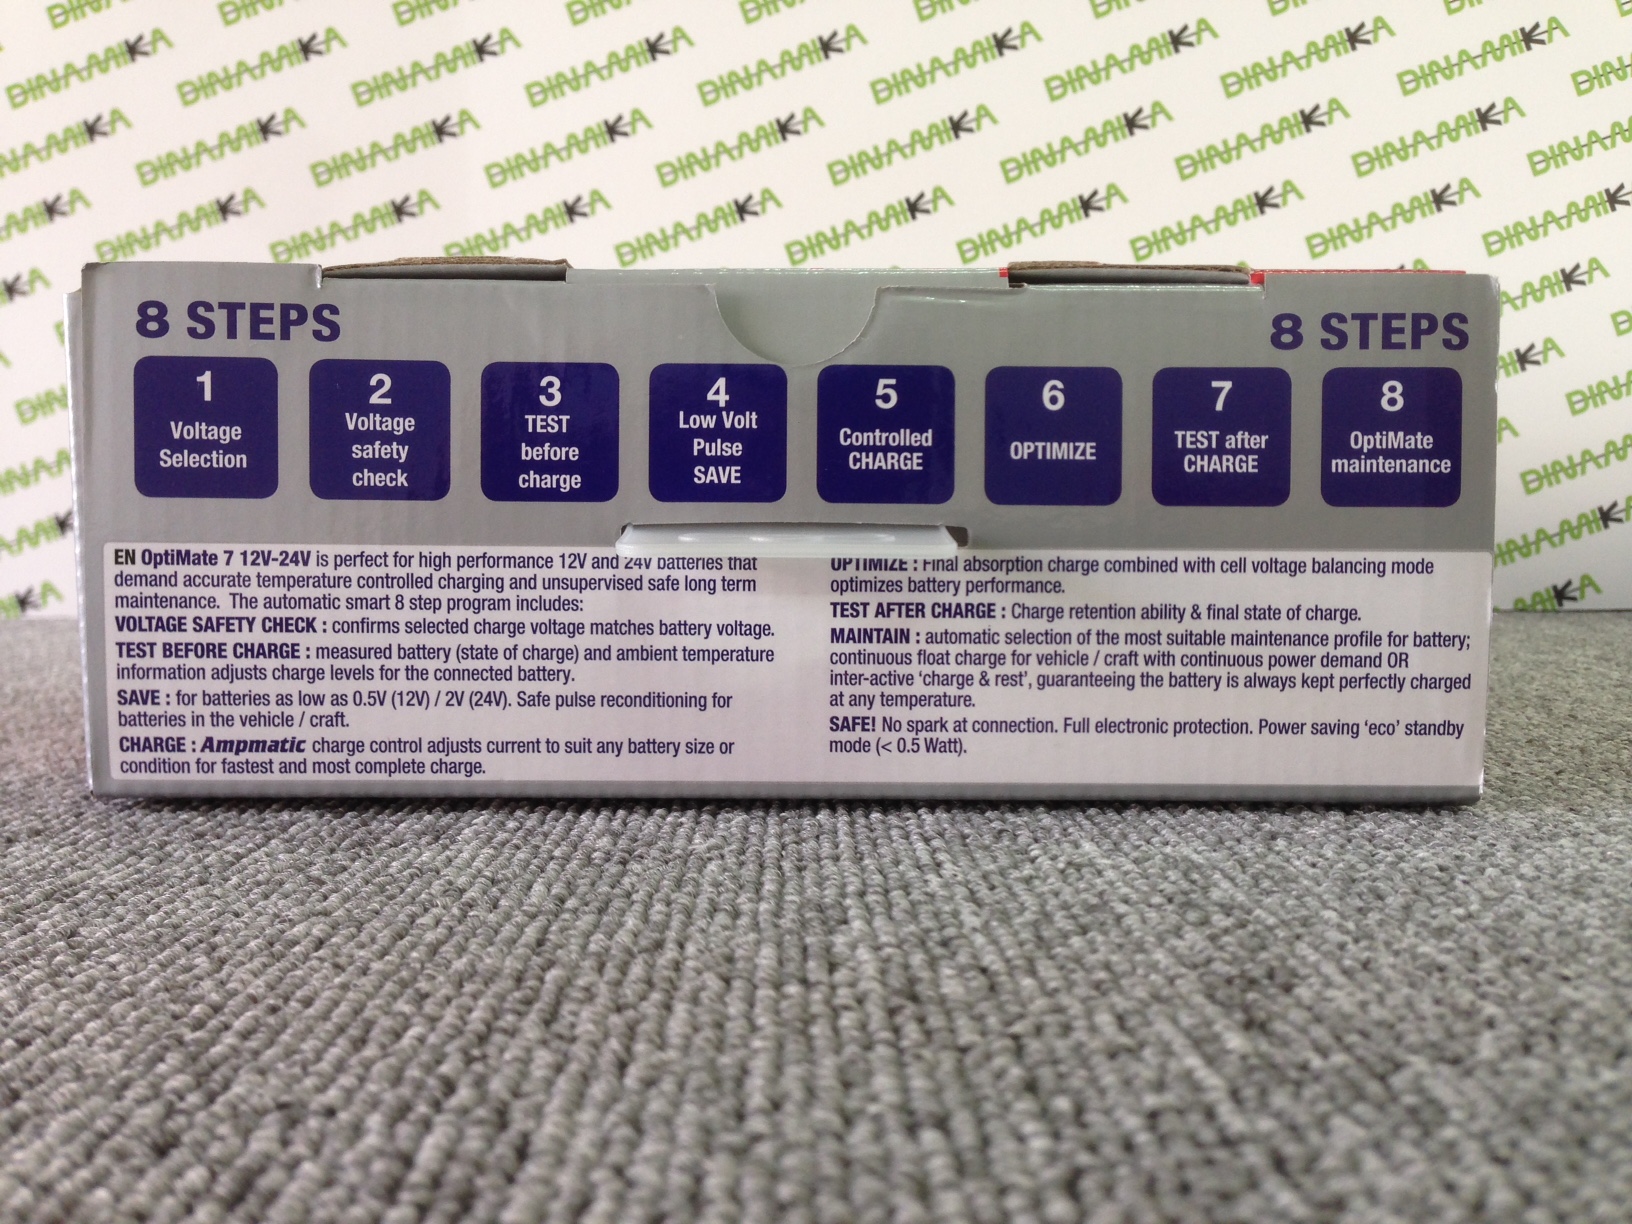 DINAMIKA
8 STEPS
8 STEPS
1
Voltage
Selection
2
Voltage
safety
check
3
TEST
before
charge
4
Low Volt
Pulse
SAVE
5
Controlled
CHARGE
6
OPTIMIZE
7
TEST after
CHARGE
8
OptiMate
maintenance
EN OptiMate 7 12V-24V is perfect for high performance 12V and 24V batteries that
demand accurate temperature controlled charging and unsupervised safe long term
maintenance. The automatic smart 8 step program includes:
VOLTAGE SAFETY CHECK : confirms selected charge voltage matches battery voltage.
TEST BEFORE CHARGE : measured battery (state of charge) and ambient temperature
information adjusts charge levels for the connected battery.
SAVE : for batteries as low as 0.5V (12V) / 2V (24V). Safe pulse reconditioning for
batteries in the vehicle / craft.
CHARGE : Ampmatic charge control adjusts current to suit any battery size or
condition for fastest and most complete charge.
OPTIMIZE : Final absorption charge combined with cell voltage balancing mode
optimizes battery performance.
TEST AFTER CHARGE : Charge retention ability & final state of charge.
MAINTAIN : automatic selection of the most suitable maintenance profile for battery;
continuous float charge for vehicle / craft with continuous power demand OR
inter-active ‘charge & rest’, guaranteeing the battery is always kept perfectly charged
at any temperature.
SAFE! No spark at connection. Full electronic protection. Power saving ‘eco’ standby
mode (< 0.5 Watt).